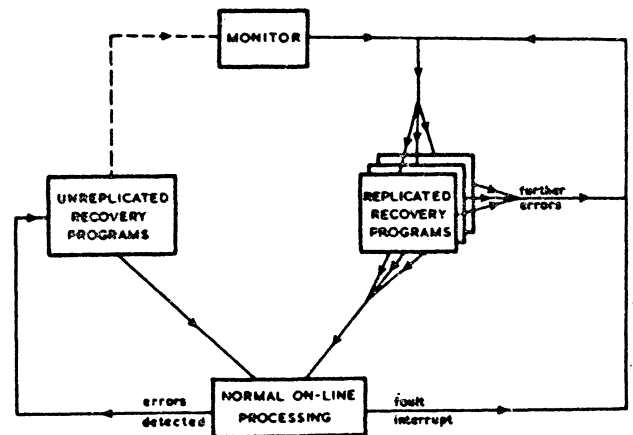 MONITOR
UNREPLICATED
RECOVERY
PROGRAMS
REPLICATED
RECOVERY
PROGRAMS
further
errors
errors
detected
NORMAL ON-LINE
PROCESSING
fault
interrupt